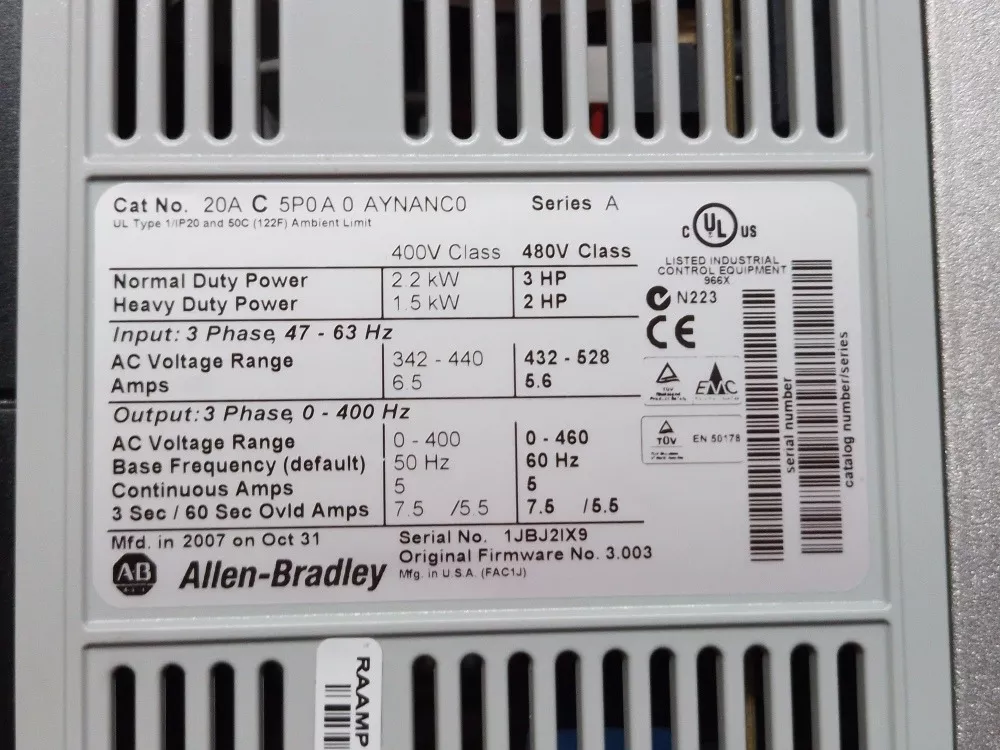 Cat No. 20A C 5P0A0 AYNANC0 Series A
UL Type 1/IP20 and 50C (122F) Ambient Limit
400V Class 480V Class
Normal Duty Power 2.2 kW 3 HP
Heavy Duty Power 1.5 kW 2 HP
Input: 3 Phase, 47 - 63 Hz
AC Voltage Range 342 - 440 432 - 528
Amps 6.5 5.6
Output: 3 Phase, 0 - 400 Hz
AC Voltage Range 0 - 400 0 - 460
Base Frequency (default) 50 Hz 60 Hz
Continuous Amps 5 5
3 Sec / 60 Sec Ovld Amps 7.5 /5.5 7.5 /5.5
Mfd. in 2007 on Oct 31
Serial No. 1JBJ2IX9
Original Firmware No. 3.003
Mfg. in U.S.A. (FAC1J)
AB Allen-Bradley
C UL US
LISTED INDUSTRIAL
CONTROL EQUIPMENT
966X
N223
CE
TÜV
EMC
TÜV
EN 50178
serial number
catalog number/series
RAAMP